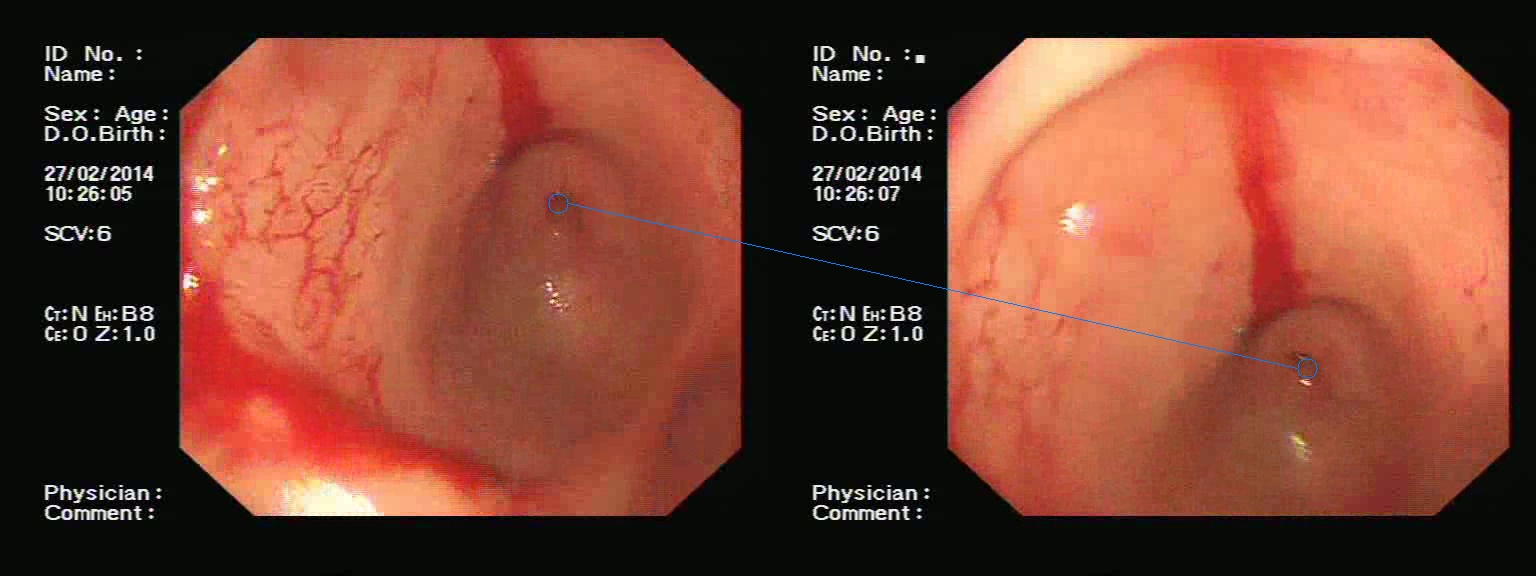 ID No. :
Name:
Sex: Age:
D.O.Birth:
27/02/2014
10:26:05
SCV:6
CT:N EH:B8
CE:0 Z:1.0
Physician:
Comment:
ID No. :
Name:
Sex: Age:
D.O.Birth:
27/02/2014
10:26:07
SCV:6
CT:N EH:B8
CE:0 Z:1.0
Physician:
Comment: